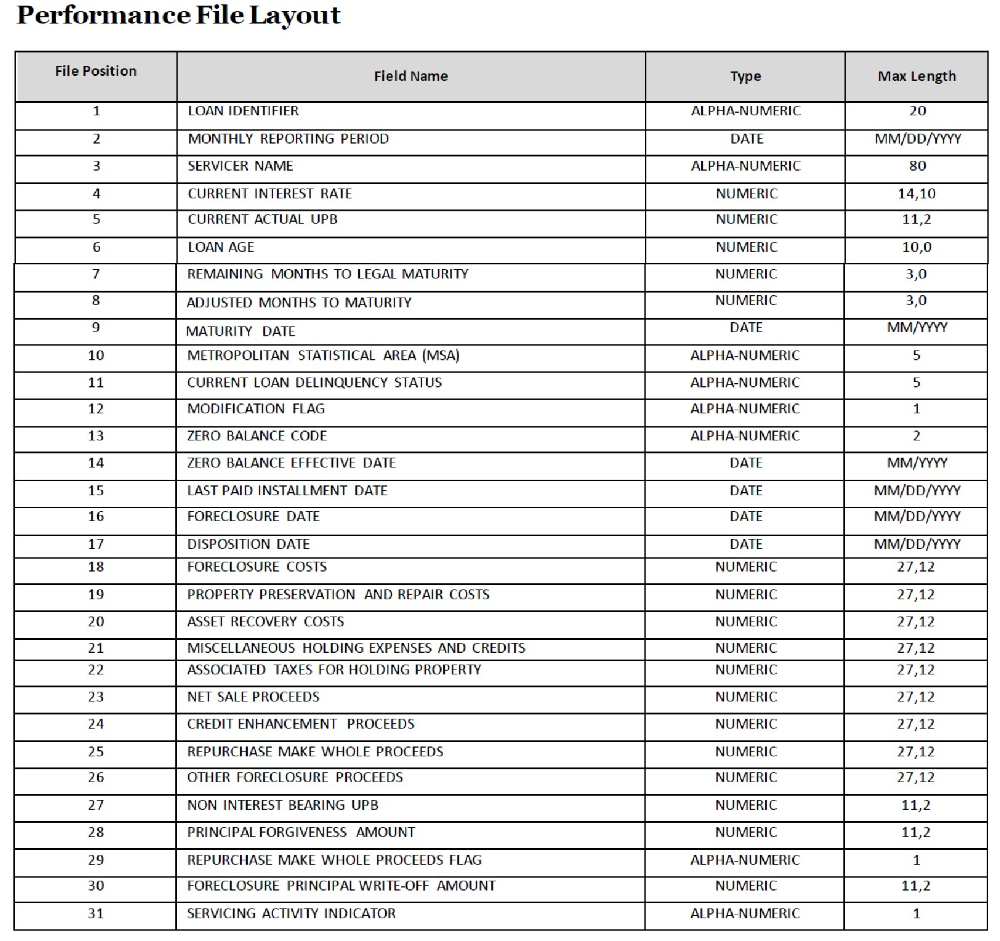 Performance File Layout
File Position Field Name Type Max Length
1 LOAN IDENTIFIER ALPHA-NUMERIC 20
2 MONTHLY REPORTING PERIOD DATE MM/DD/YYYY
3 SERVICER NAME ALPHA-NUMERIC 80
4 CURRENT INTEREST RATE NUMERIC 14,10
5 CURRENT ACTUAL UPB NUMERIC 11,2
6 LOAN AGE NUMERIC 10,0
7 REMAINING MONTHS TO LEGAL MATURITY NUMERIC 3,0
8 ADJUSTED MONTHS TO MATURITY NUMERIC 3,0
9 MATURITY DATE DATE MM/YYYY
10 METROPOLITAN STATISTICAL AREA (MSA) ALPHA-NUMERIC 5
11 CURRENT LOAN DELINQUENCY STATUS ALPHA-NUMERIC 5
12 MODIFICATION FLAG ALPHA-NUMERIC 1
13 ZERO BALANCE CODE ALPHA-NUMERIC 2
14 ZERO BALANCE EFFECTIVE DATE DATE MM/YYYY
15 LAST PAID INSTALLMENT DATE DATE MM/DD/YYYY
16 FORECLOSURE DATE DATE MM/DD/YYYY
17 DISPOSITION DATE DATE MM/DD/YYYY
18 FORECLOSURE COSTS NUMERIC 27,12
19 PROPERTY PRESERVATION AND REPAIR COSTS NUMERIC 27,12
20 ASSET RECOVERY COSTS NUMERIC 27,12
21 MISCELLANEOUS HOLDING EXPENSES AND CREDITS NUMERIC 27,12
22 ASSOCIATED TAXES FOR HOLDING PROPERTY NUMERIC 27,12
23 NET SALE PROCEEDS NUMERIC 27,12
24 CREDIT ENHANCEMENT PROCEEDS NUMERIC 27,12
25 REPURCHASE MAKE WHOLE PROCEEDS NUMERIC 27,12
26 OTHER FORECLOSURE PROCEEDS NUMERIC 27,12
27 NON INTEREST BEARING UPB NUMERIC 11,2
28 PRINCIPAL FORGIVENESS AMOUNT NUMERIC 11,2
29 REPURCHASE MAKE WHOLE PROCEEDS FLAG ALPHA-NUMERIC 1
30 FORECLOSURE PRINCIPAL WRITE-OFF AMOUNT NUMERIC 11,2
31 SERVICING ACTIVITY INDICATOR ALPHA-NUMERIC 1